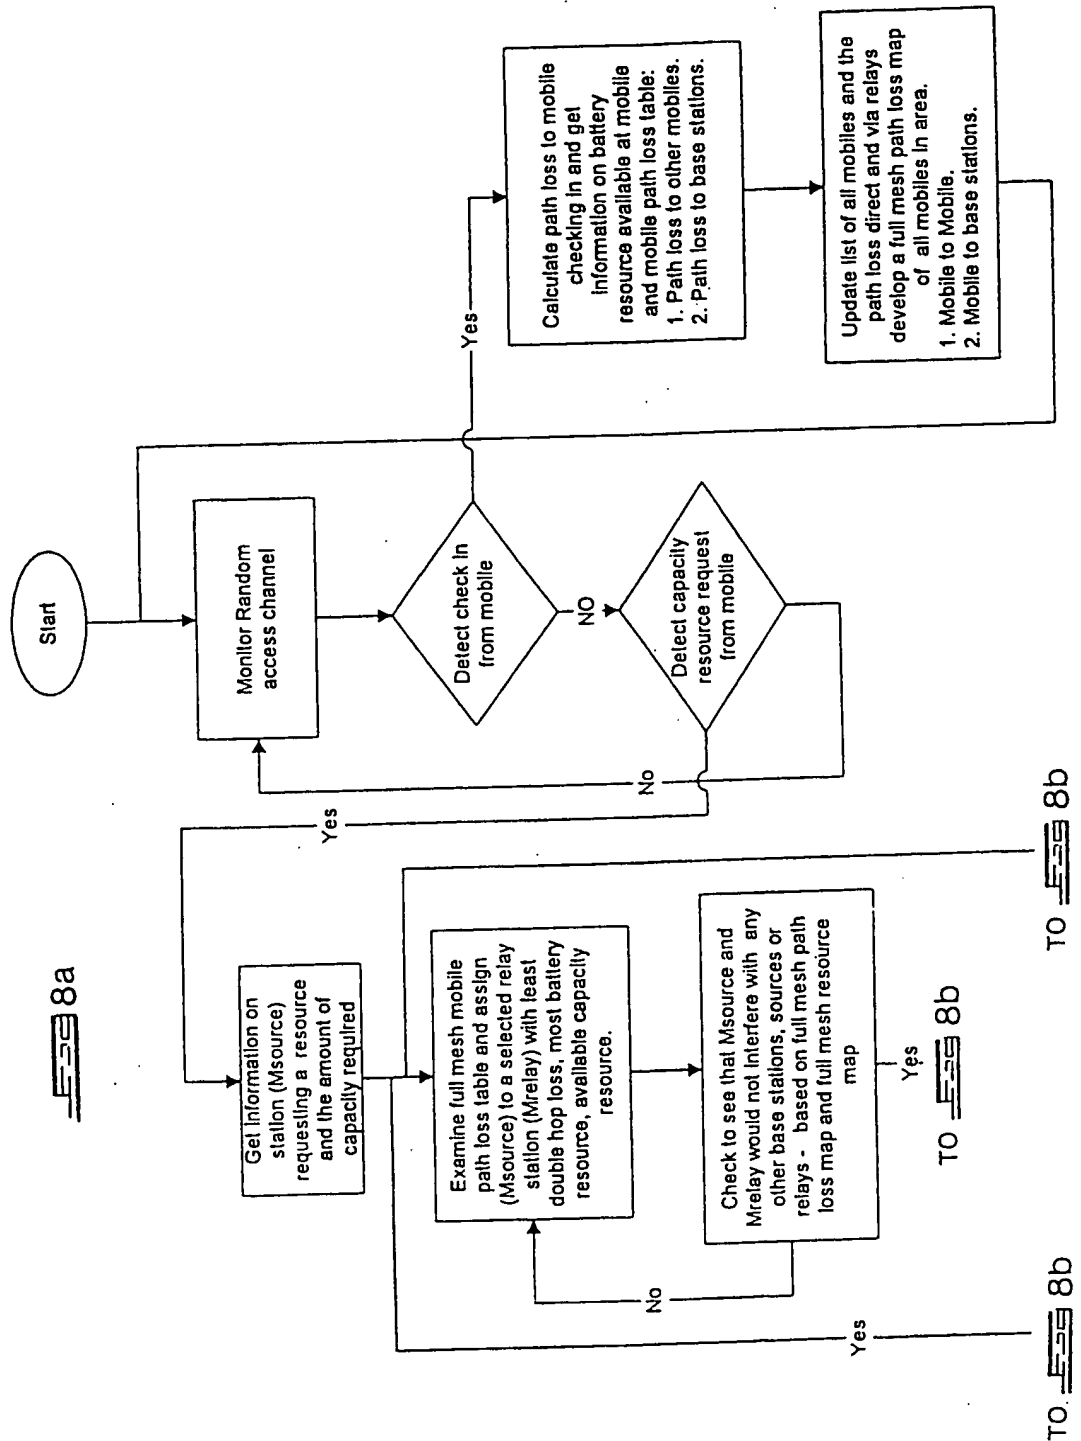 Fig 8a
Start
Monitor Random
access channel
Detect check in
from mobile
Yes
Calculate path loss to mobile
checking in and get
information on battery
resource available at mobile
and mobile path loss table:
1. Path loss to other mobiles.
2. Path loss to base stations.
Update list of all mobiles and the
path loss direct and via relays
develop a full mesh path loss map
of all mobiles in area.
1. Mobile to Mobile.
2. Mobile to base stations.
NO
Detect capacity
resource request
from mobile
No
Yes
Get information on
station (Msource)
requesting a resource
and the amount of
capacity required
Examine full mesh mobile
path loss table and assign
(Msource) to a selected relay
station (Mrelay) with least
double hop loss, most battery
resource, available capacity
resource.
Check to see that Msource and
Mrelay would not interfere with any
other base stations, sources or
relays - based on full mesh path
loss map and full mesh resource
map
No
Yes
Yes
TO Fig 8b
TO Fig 8b
TO. Fig 8b